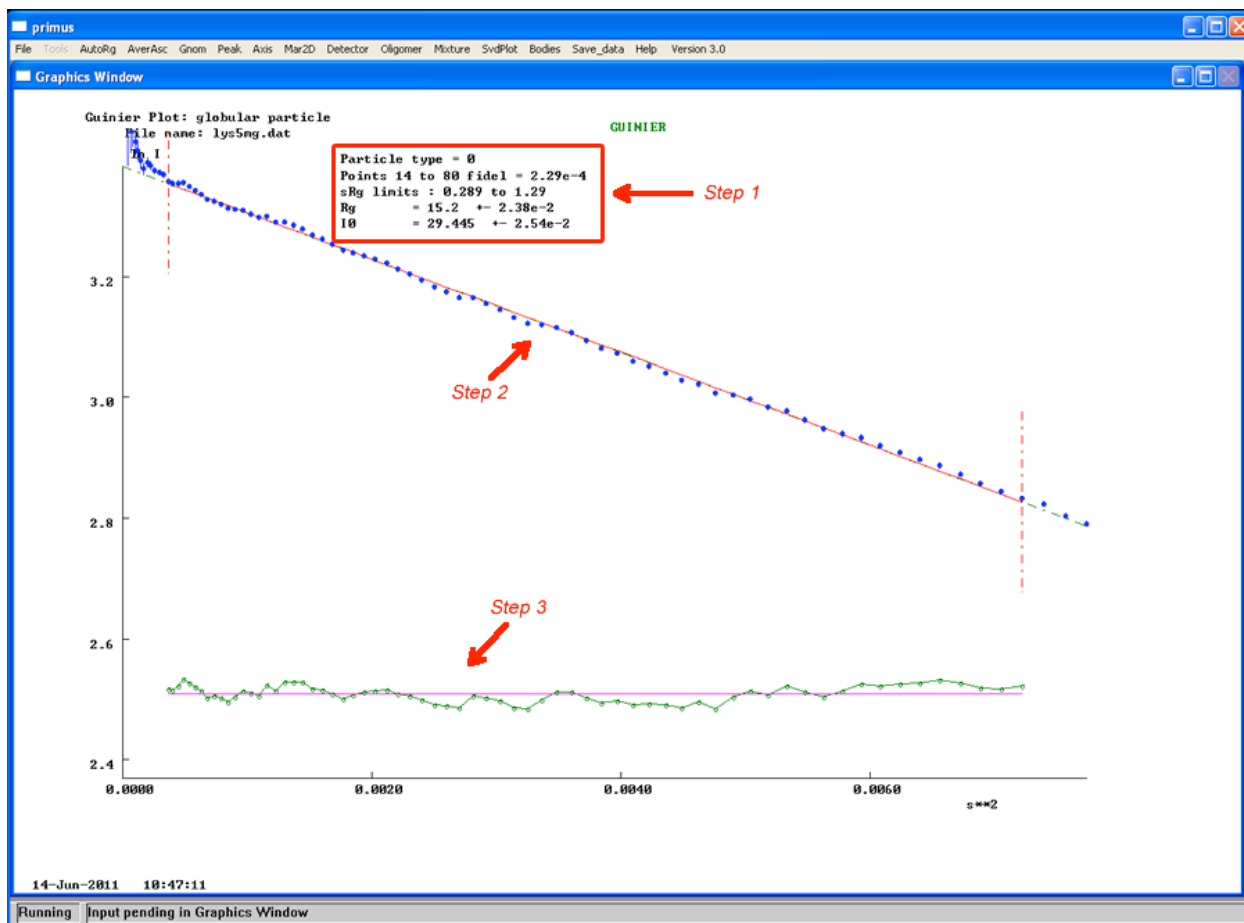 primus
File Tools AutoRg AverAsc Gnom Peak Axis Mar2D Detector Oligomer Mixture SvdPlot Bodies Save_data Help Version 3.0
Graphics Window
Guinier Plot: globular particle
File name: lys5mg.dat
GUINIER
ln I
Particle type = 0
Points 14 to 80 fidel = 2.29e-4
sRg limits : 0.289 to 1.29
Rg = 15.2 +- 2.38e-2
I0 = 29.445 +- 2.54e-2
Step 1
3.2
Step 2
3.0
2.8
Step 3
2.6
2.4
0.0000 0.0020 0.0040 0.0060
s**2
14-Jun-2011 10:47:11
Running Input pending in Graphics Window